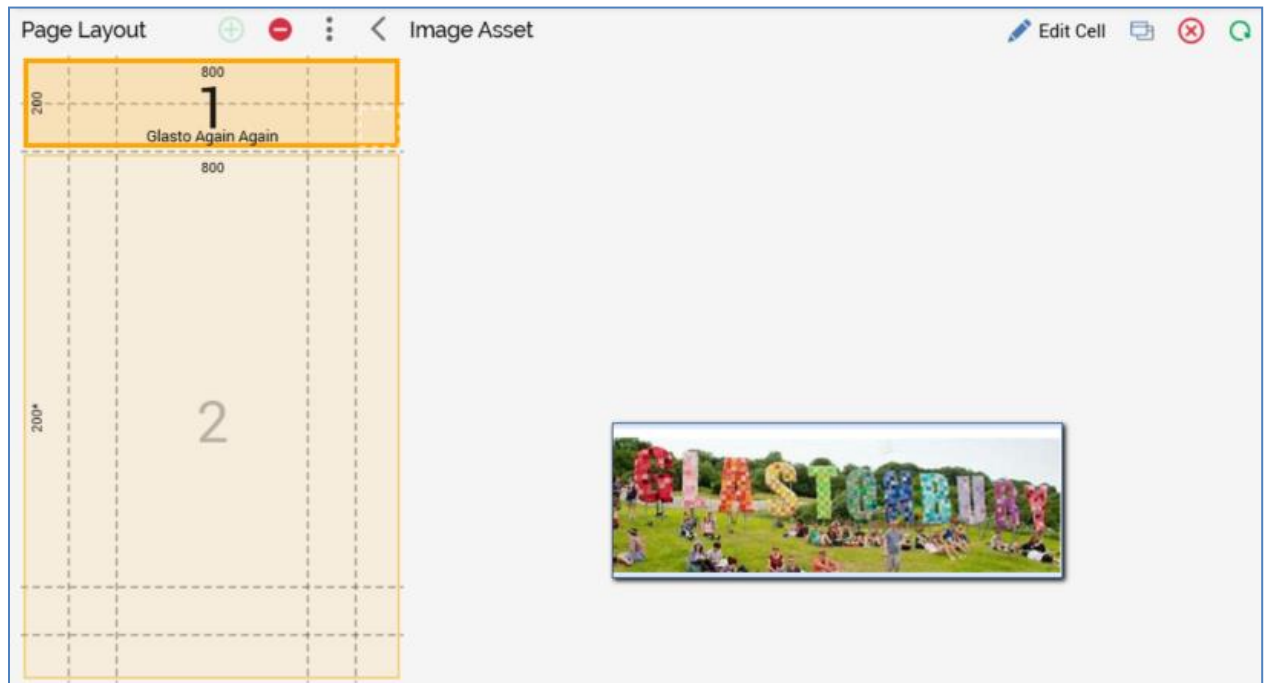 Page Layout
Image Asset
Edit Cell
800
200
1
Glasto Again Again
800
200*
2
GLASTONBURY